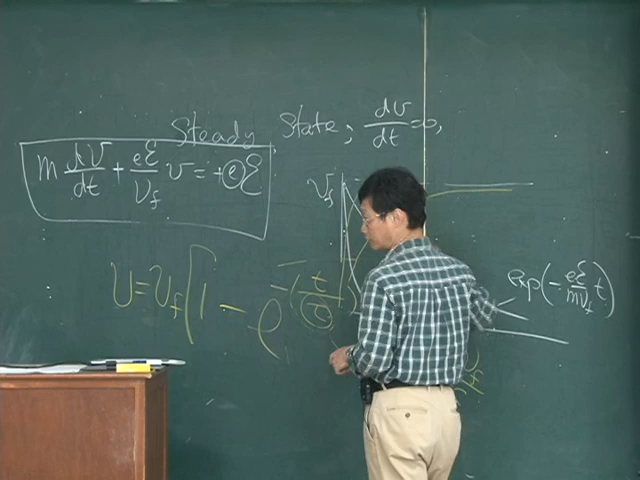 Steady State; dv/dt = 0,
m dv/dt + eℰ/v_f v = +eℰ
v_f
exp(- eℰ/mv_f t)
v = v_f [1 - e^-(t/